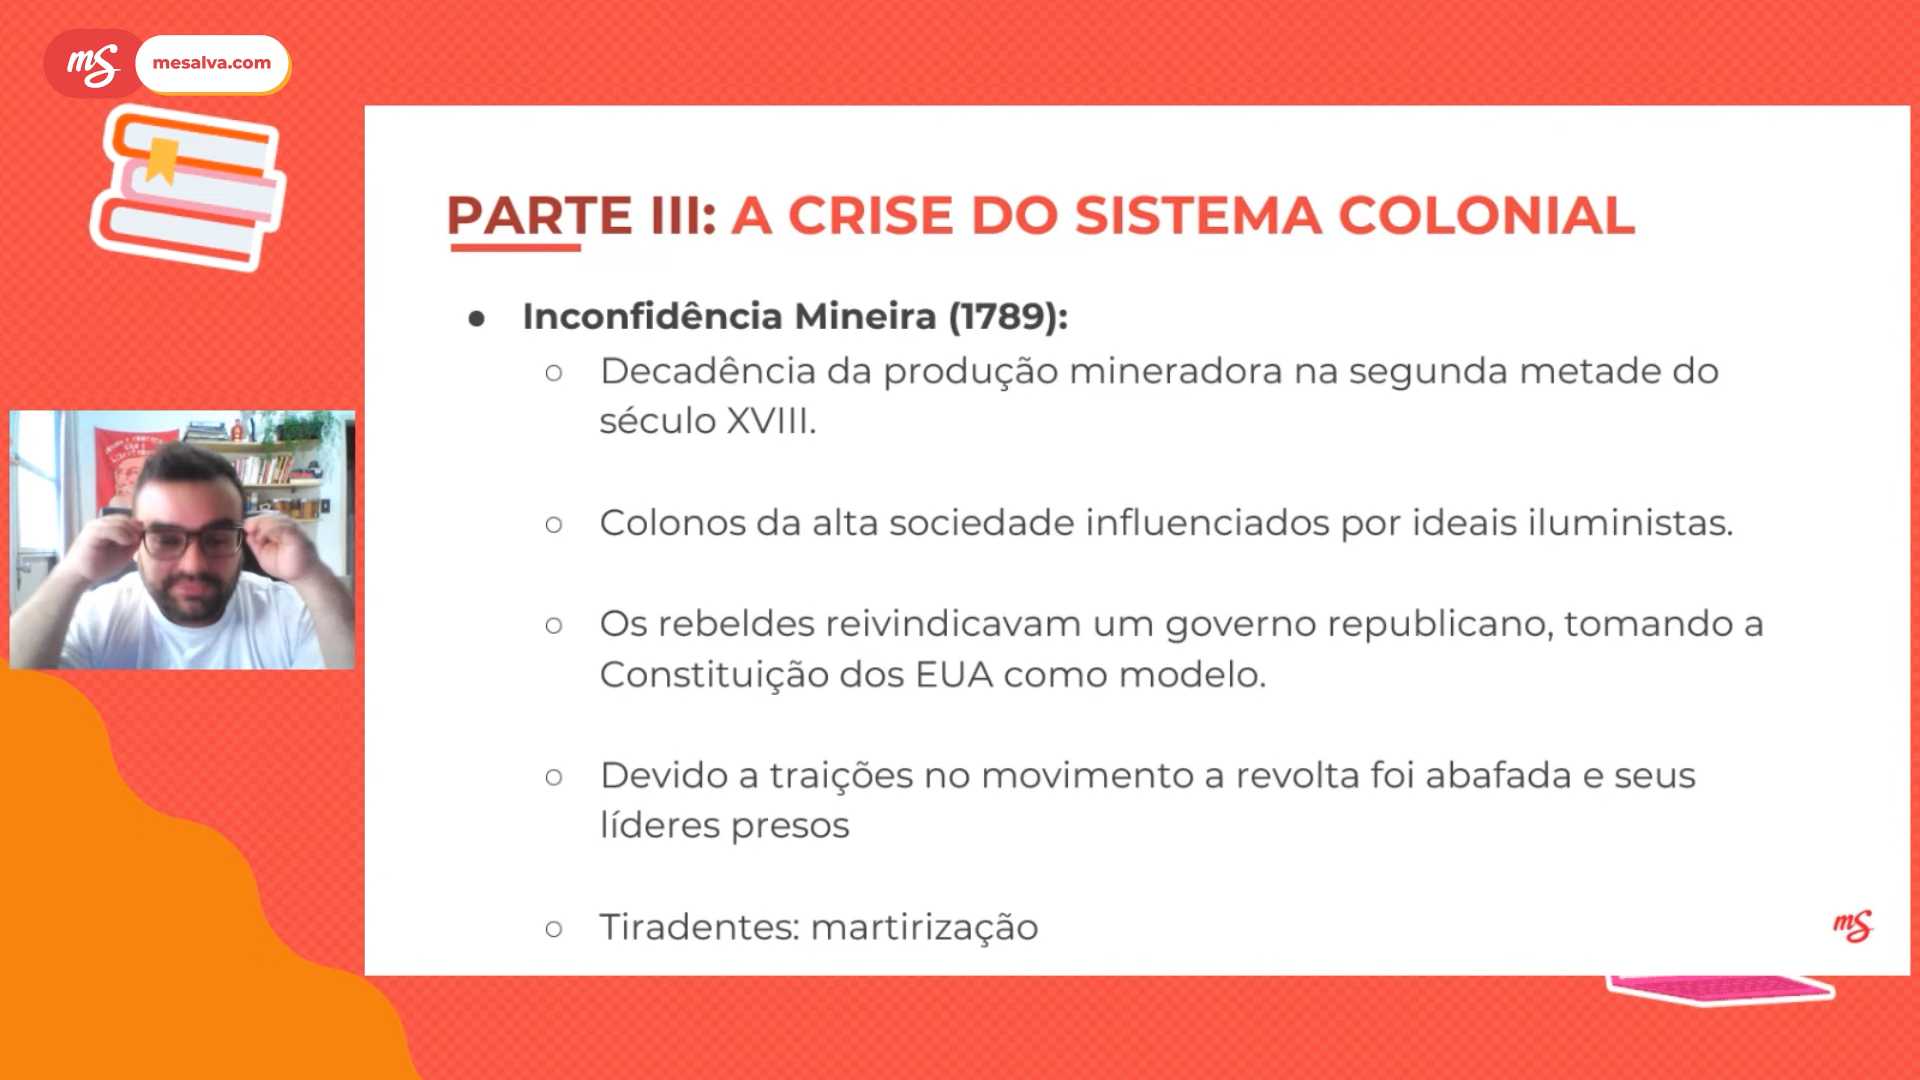 mS mesalva.com
PARTE III: A CRISE DO SISTEMA COLONIAL
● Inconfidência Mineira (1789):
○ Decadência da produção mineradora na segunda metade do
século XVIII.
○ Colonos da alta sociedade influenciados por ideais iluministas.
○ Os rebeldes reivindicavam um governo republicano, tomando a
Constituição dos EUA como modelo.
○ Devido a traições no movimento a revolta foi abafada e seus
líderes presos
○ Tiradentes: martirização
mS